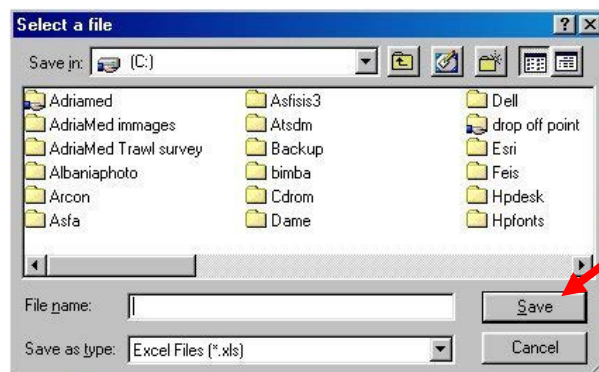 Select a file
Save in: (C:)
Adriamed Asfisis3 Dell
AdriaMed immages Atsdm drop off point
AdriaMed Trawl survey Backup Esri
Albaniaphoto bimba Feis
Arcon Cdrom Hpdesk
Asfa Dame Hpfonts
File name: Save
Save as type: Excel Files (*.xls) Cancel